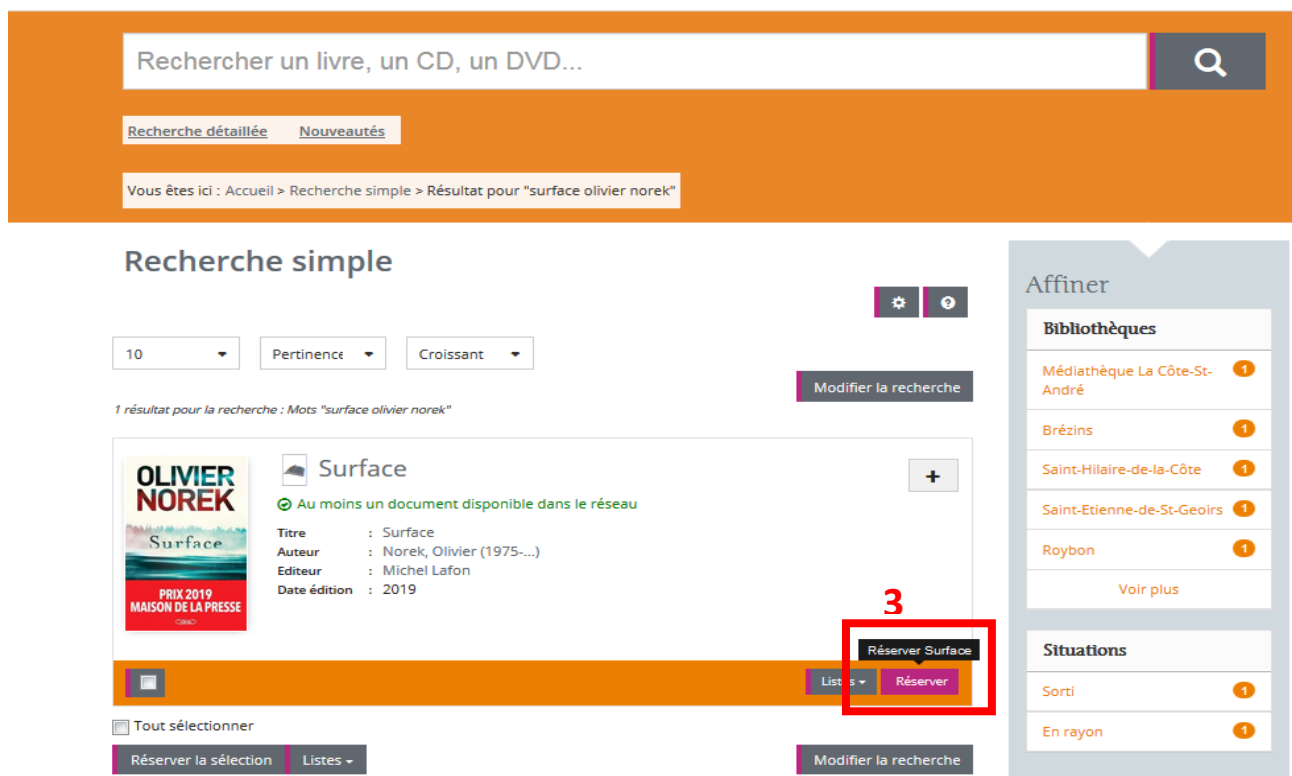 Rechercher un livre, un CD, un DVD...
Recherche détaillée Nouveautés
Vous êtes ici : Accueil > Recherche simple > Résultat pour "surface olivier norek"
Recherche simple
10 Pertinence Croissant
Modifier la recherche
1 résultat pour la recherche : Mots "surface olivier norek"
OLIVIER
NOREK
Surface
PRIX 2019
MAISON DE LA PRESSE
Surface
+
Au moins un document disponible dans le réseau
Titre : Surface
Auteur : Norek, Olivier (1975-...)
Editeur : Michel Lafon
Date édition : 2019
3
Réserver Surface
Listes Réserver
Tout sélectionner
Réserver la sélection Listes Modifier la recherche
Affiner
Bibliothèques
Médiathèque La Côte-St- 1
André
Brézins 1
Saint-Hilaire-de-la-Côte 1
Saint-Etienne-de-St-Geoirs 1
Roybon 1
Voir plus
Situations
Sorti 1
En rayon 1